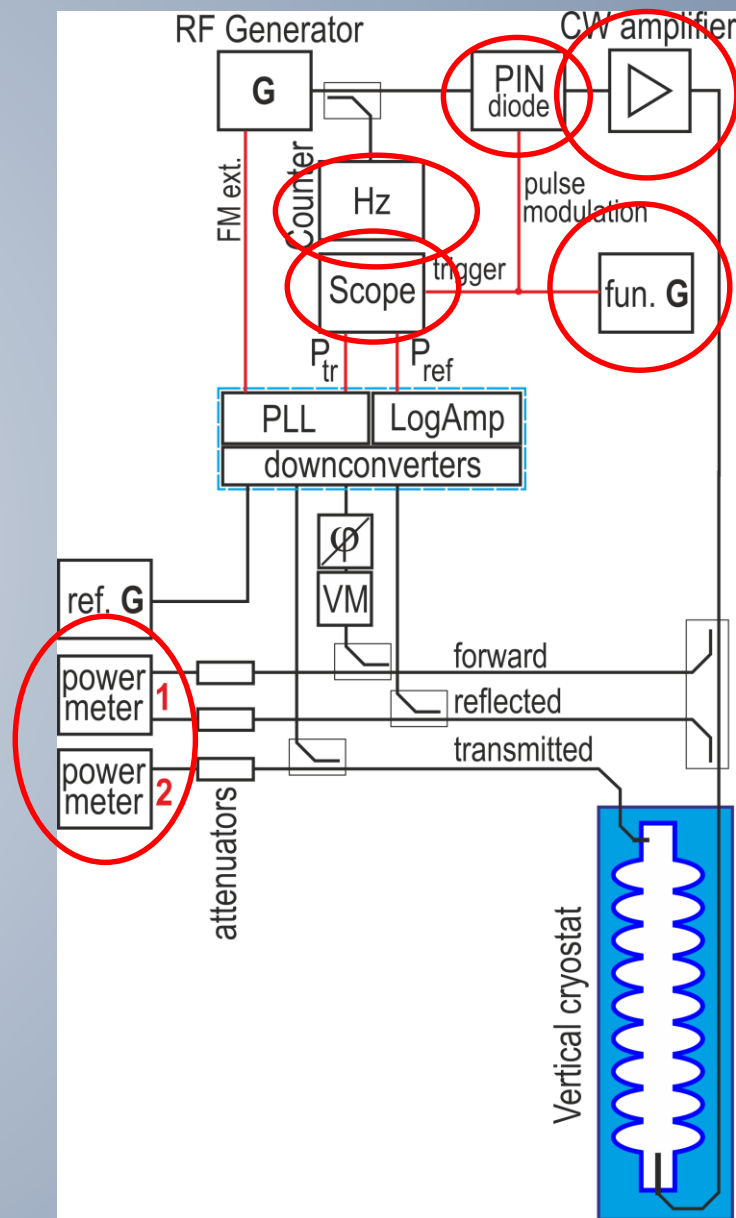 RF Generator
CW amplifier
G
PIN
diode
FM ext.
Counter
Hz
pulse
modulation
Scope
trigger
fun. G
P tr
P ref
PLL
LogAmp
downconverters
φ
VM
ref. G
power
meter
1
forward
reflected
transmitted
power
meter
2
attenuators
Vertical cryostat